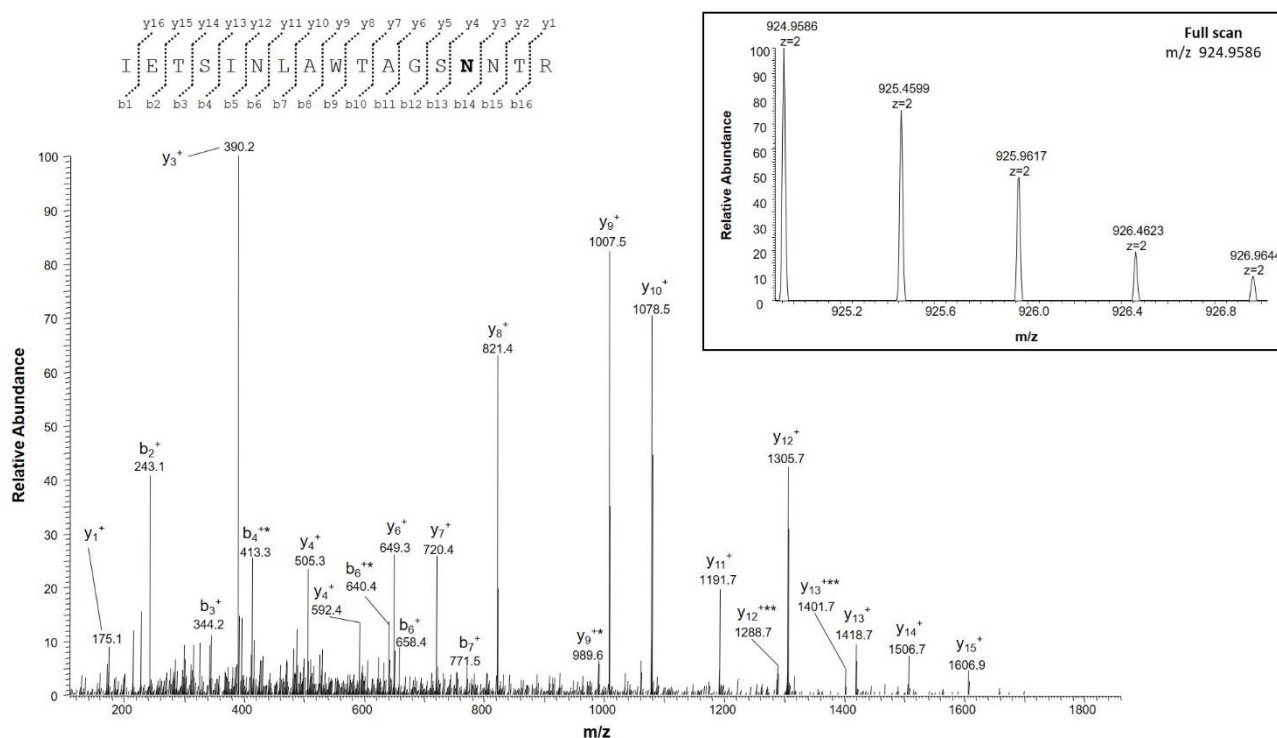 y16 y15 y14 y13 y12 y11 y10 y9 y8 y7 y6 y5 y4 y3 y2 y1
I E T S I N L A W T A G S N N T R
b1 b2 b3 b4 b5 b6 b7 b8 b9 b10 b11 b12 b13 b14 b15 b16
Relative Abundance
100
90
80
70
60
50
40
30
20
10
0
y₁⁺
175.1
b₂⁺
243.1
b₃⁺
344.2
y₃⁺
390.2
b₄⁺*
413.3
y₄⁺
505.3
y₄⁺
592.4
b₆⁺*
640.4
y₆⁺
649.3
b₆⁺
658.4
y₇⁺
720.4
b₇⁺
771.5
y₈⁺
821.4
y₉⁺*
989.6
y₉⁺
1007.5
y₁₀⁺
1078.5
y₁₁⁺
1191.7
y₁₂⁺**
1288.7
y₁₂⁺
1305.7
y₁₃⁺**
1401.7
y₁₃⁺
1418.7
y₁₄⁺
1506.7
y₁₅⁺
1606.9
200 400 600 800 1000 1200 1400 1600 1800
m/z
Full scan
m/z 924.9586
Relative Abundance
100
90
80
70
60
50
40
30
20
10
0
924.9586
z=2
925.4599
z=2
925.9617
z=2
926.4623
z=2
926.9644
z=2
925.2 925.6 926.0 926.4 926.8
m/z